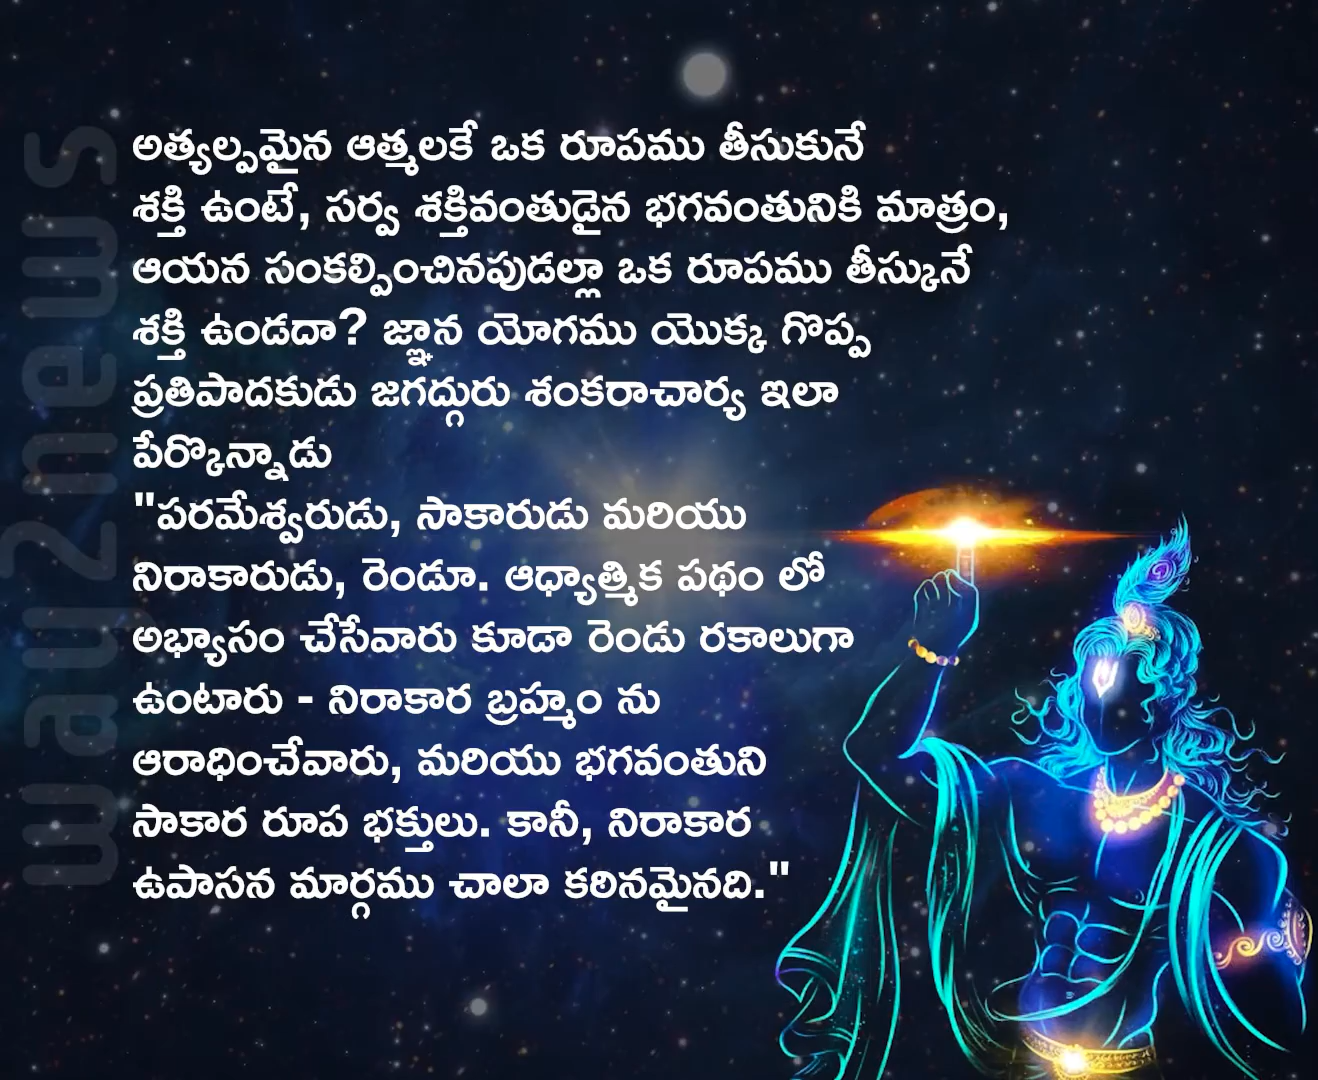 అత్యల్పమైన ఆత్మలకే ఒక రూపము తీసుకునే
శక్తి ఉంటే, సర్వ శక్తివంతుడైన భగవంతునికి మాత్రం,
ఆయన సంకల్పించినపుడల్లా ఒక రూపము తీస్కునే
శక్తి ఉండదా? జ్ఞాన యోగము యొక్క గొప్ప
ప్రతిపాదకుడు జగద్గురు శంకరాచార్య ఇలా
పేర్కొన్నాడు
"పరమేశ్వరుడు, సాకారుడు మరియు
నిరాకారుడు, రెండూ. ఆధ్యాత్మిక పథం లో
అభ్యాసం చేసేవారు కూడా రెండు రకాలుగా
ఉంటారు - నిరాకార బ్రహ్మం ను
ఆరాధించేవారు, మరియు భగవంతుని
సాకార రూప భక్తులు. కానీ, నిరాకార
ఉపాసన మార్గము చాలా కఠినమైనది."
way2news